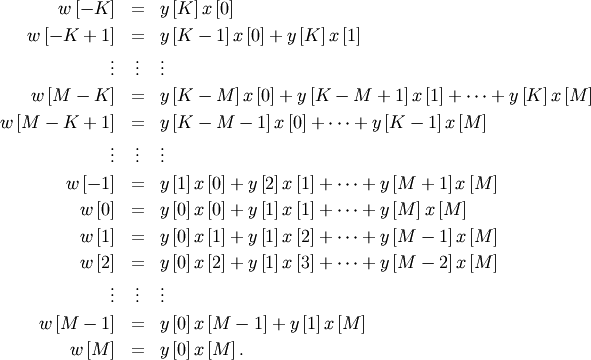 w [−K] = y [K] x [0]
w [−K + 1] = y [K − 1] x [0] + y [K] x [1]
⋮ ⋮ ⋮
w [M − K] = y [K − M] x [0] + y [K − M + 1] x [1] + ⋯ + y [K] x [M]
w [M − K + 1] = y [K − M − 1] x [0] + ⋯ + y [K − 1] x [M]
⋮ ⋮ ⋮
w [−1] = y [1] x [0] + y [2] x [1] + ⋯ + y [M + 1] x [M]
w [0] = y [0] x [0] + y [1] x [1] + ⋯ + y [M] x [M]
w [1] = y [0] x [1] + y [1] x [2] + ⋯ + y [M − 1] x [M]
w [2] = y [0] x [2] + y [1] x [3] + ⋯ + y [M − 2] x [M]
⋮ ⋮ ⋮
w [M − 1] = y [0] x [M − 1] + y [1] x [M]
w [M] = y [0] x [M] .